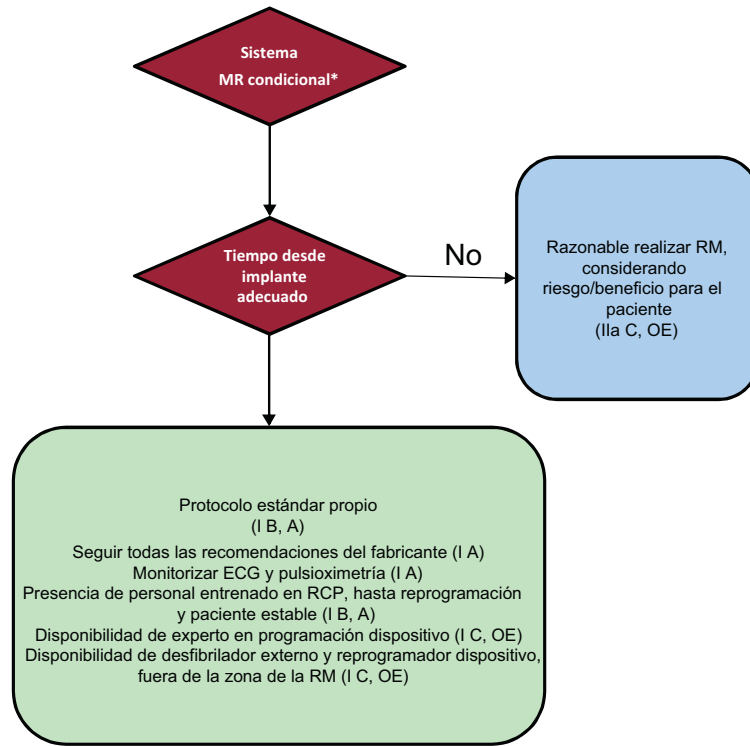 Sistema
MR condicional*
Tiempo desde
implante
adecuado
No
Razonable realizar RM,
considerando
riesgo/beneficio para el
paciente
(IIa C, OE)
Protocolo estándar propio
(I B, A)
Seguir todas las recomendaciones del fabricante (I A)
Monitorizar ECG y pulsioximetría (I A)
Presencia de personal entrenado en RCP, hasta reprogramación
y paciente estable (I B, A)
Disponibilidad de experto en programación dispositivo (I C, OE)
Disponibilidad de desfibrilador externo y reprogramador dispositivo,
fuera de la zona de la RM (I C, OE)